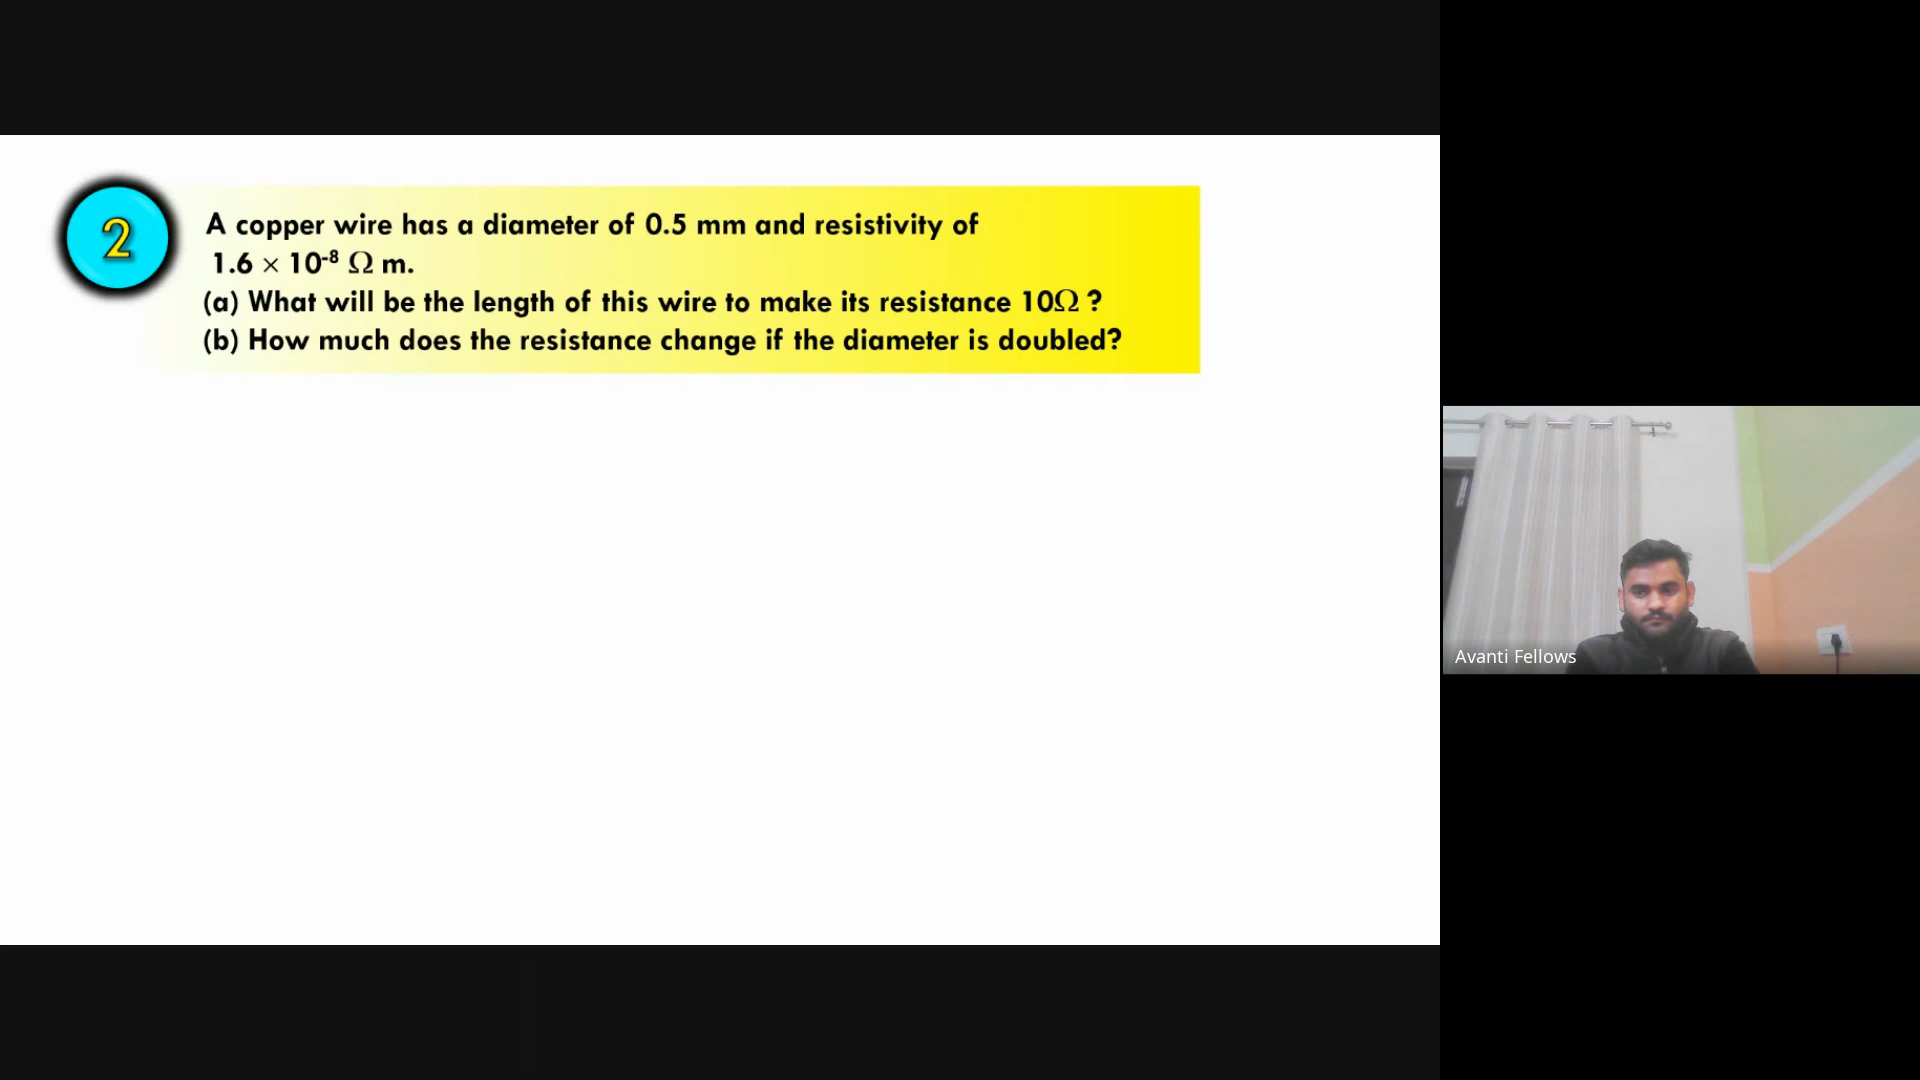 2
A copper wire has a diameter of 0.5 mm and resistivity of
1.6 × 10⁻⁸ Ω m.
(a) What will be the length of this wire to make its resistance 10Ω ?
(b) How much does the resistance change if the diameter is doubled?
Avanti Fellows